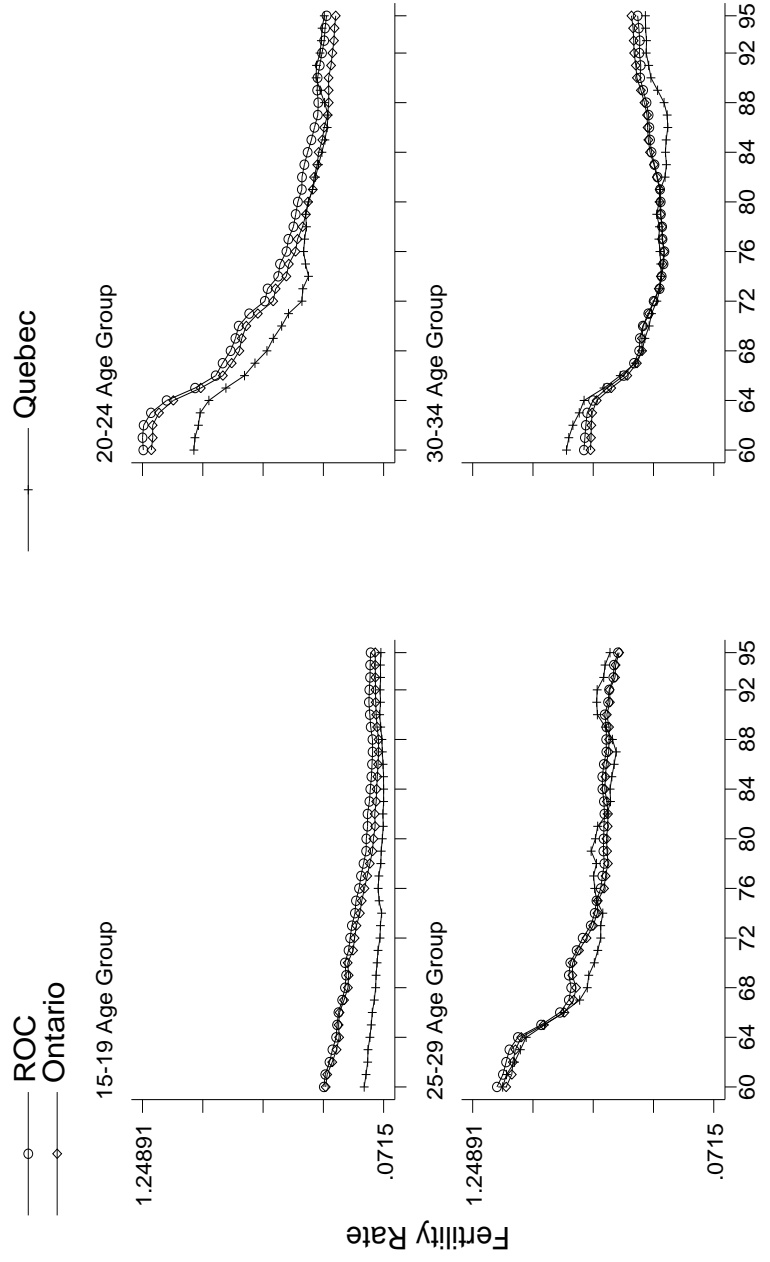 ROC
Ontario
Quebec
15-19 Age Group
20-24 Age Group
1.24891
.0715
25-29 Age Group
30-34 Age Group
1.24891
.0715
60 64 68 72 76 80 84 88 92 95
60 64 68 72 76 80 84 88 92 95
Fertility Rate